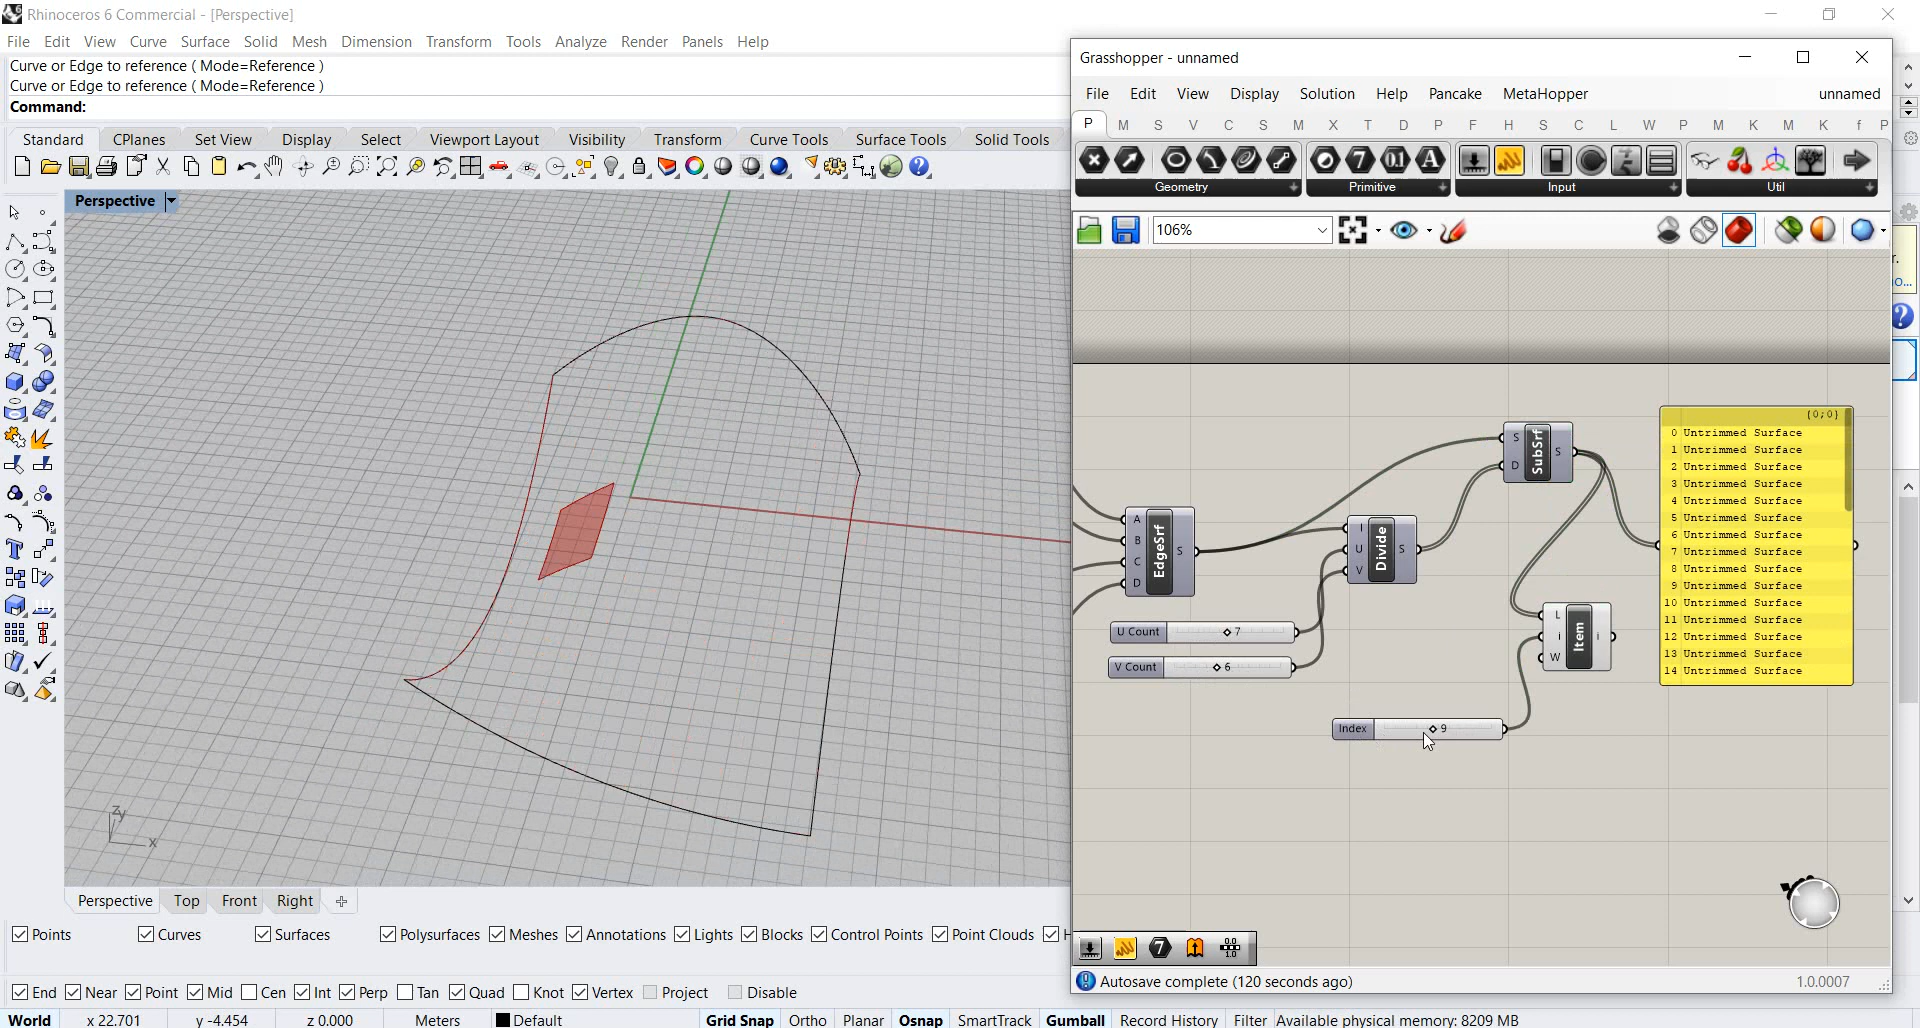 Rhinoceros 6 Commercial - [Perspective]
File Edit View Curve Surface Solid Mesh Dimension Transform Tools Analyze Render Panels Help
Curve or Edge to reference ( Mode=Reference )
Curve or Edge to reference ( Mode=Reference )
Command:
Standard CPlanes Set View Display Select Viewport Layout Visibility Transform Curve Tools Surface Tools Solid Tools
Perspective
zy
x
Perspective Top Front Right
Points Curves Surfaces Polysurfaces Meshes Annotations Lights Blocks Control Points Point Clouds H
End Near Point Mid Cen Int Perp Tan Quad Knot Vertex Project Disable
World x 22.701 y -4.454 z 0.000 Meters Default Grid Snap Ortho Planar Osnap SmartTrack Gumball Record History Filter Available physical memory: 8209 MB
Grasshopper - unnamed
File Edit View Display Solution Help Pancake MetaHopper unnamed
P M S V C S M X T D P F H S C L W P M K M K f P
Geometry Primitive Input Util
106%
{0;0}
0 Untrimmed Surface
1 Untrimmed Surface
2 Untrimmed Surface
3 Untrimmed Surface
4 Untrimmed Surface
5 Untrimmed Surface
6 Untrimmed Surface
7 Untrimmed Surface
8 Untrimmed Surface
9 Untrimmed Surface
10 Untrimmed Surface
11 Untrimmed Surface
12 Untrimmed Surface
13 Untrimmed Surface
14 Untrimmed Surface
S D SubSrf S
A B C D EdgeSrf S
I U V Divide S
U Count 7
V Count 6
L i W Item i
Index 9
Autosave complete (120 seconds ago) 1.0.0007
r.
o...